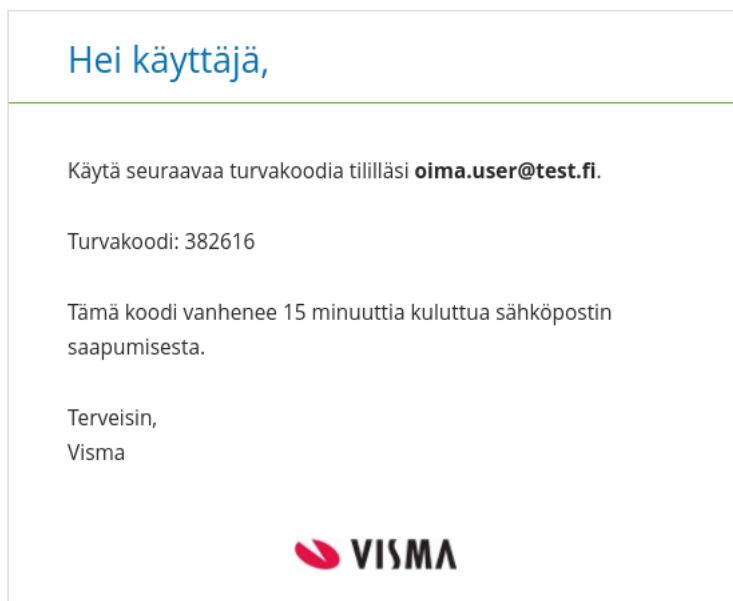 Hei käyttäjä,
Käytä seuraavaa turvakoodia tililläsi oima.user@test.fi.
Turvakoodi: 382616
Tämä koodi vanhenee 15 minuuttia kuluttua sähköpostin
saapumisesta.
Terveisin,
Visma
VISMA